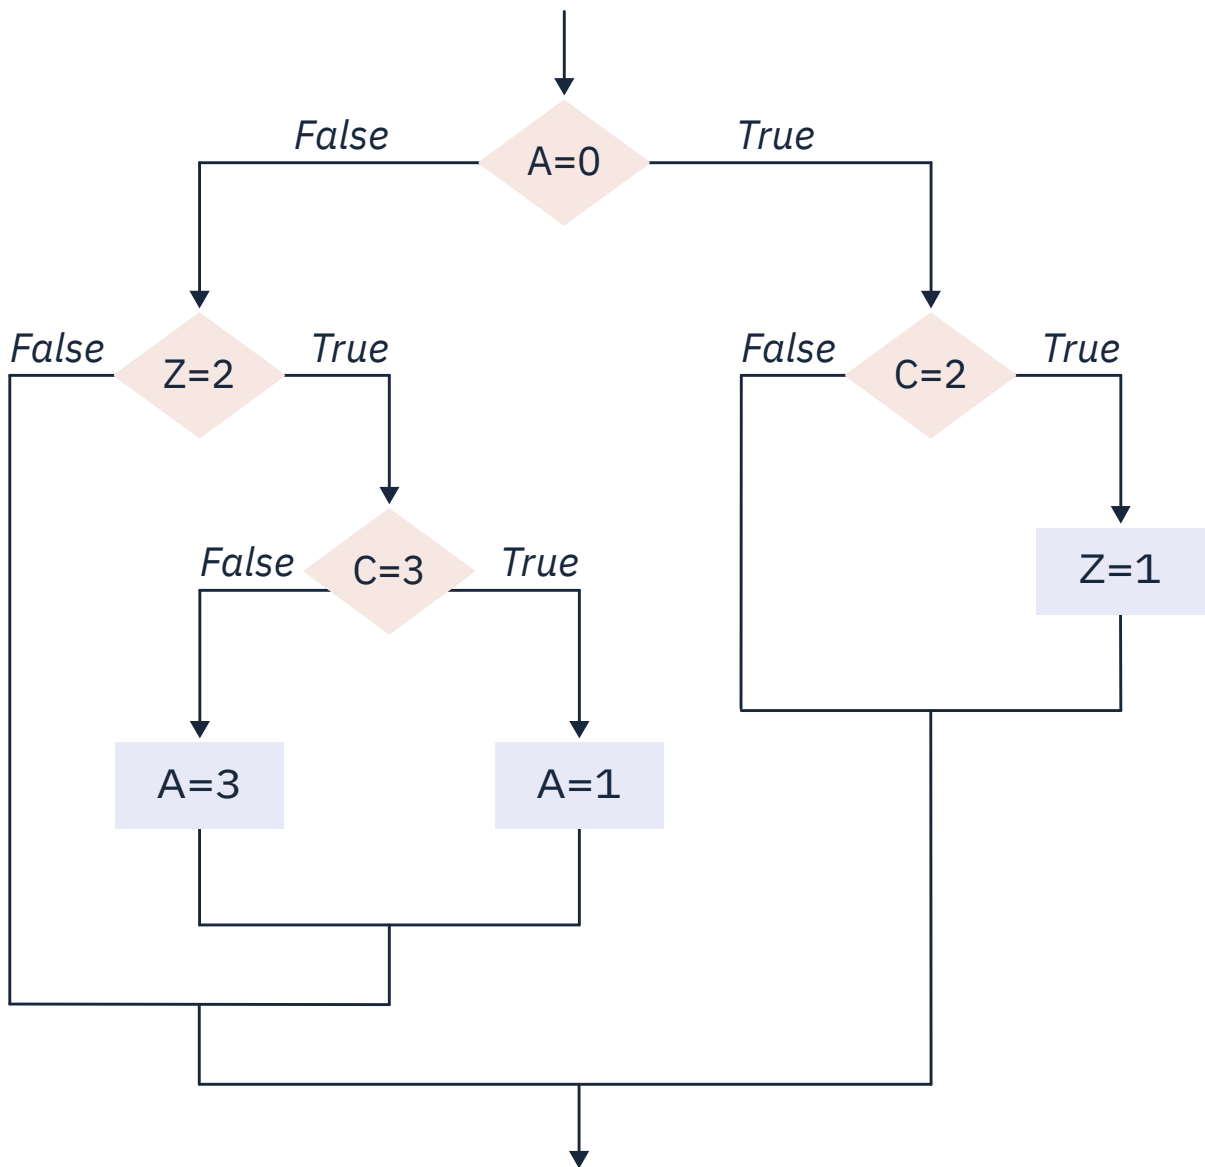 False
True
A=0
False
True
False
True
Z=2
C=2
False
True
C=3
Z=1
A=3
A=1